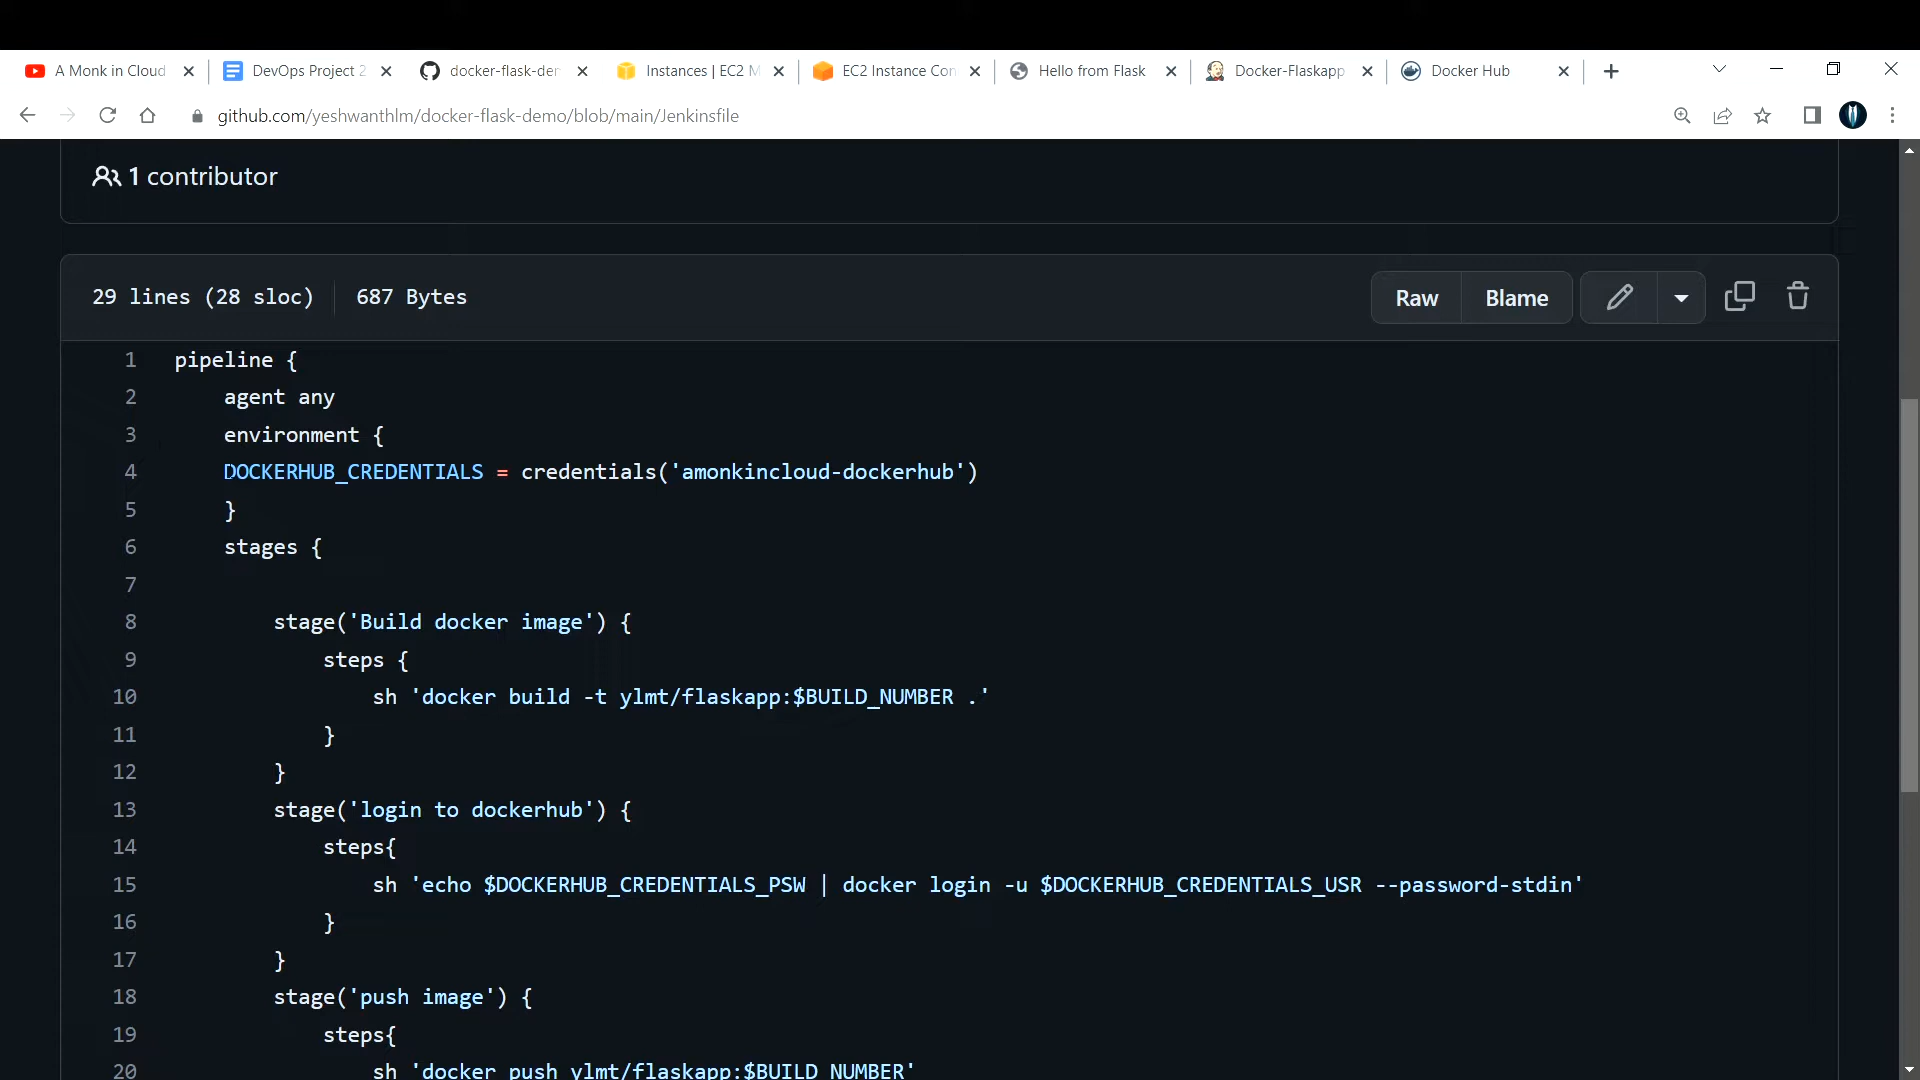 A Monk in Cloud
DevOps Project 2
docker-flask-der
Instances | EC2 M
EC2 Instance Con
Hello from Flask
Docker-Flaskapp
Docker Hub
github.com/yeshwanthlm/docker-flask-demo/blob/main/Jenkinsfile
1 contributor
29 lines (28 sloc) 687 Bytes
Raw Blame
1 pipeline {
2 agent any
3 environment {
4 DOCKERHUB_CREDENTIALS = credentials('amonkincloud-dockerhub')
5 }
6 stages {
7
8 stage('Build docker image') {
9 steps {
10 sh 'docker build -t ylmt/flaskapp:$BUILD_NUMBER .'
11 }
12 }
13 stage('login to dockerhub') {
14 steps{
15 sh 'echo $DOCKERHUB_CREDENTIALS_PSW | docker login -u $DOCKERHUB_CREDENTIALS_USR --password-stdin'
16 }
17 }
18 stage('push image') {
19 steps{
20 sh 'docker push ylmt/flaskapp:$BUILD_NUMBER'